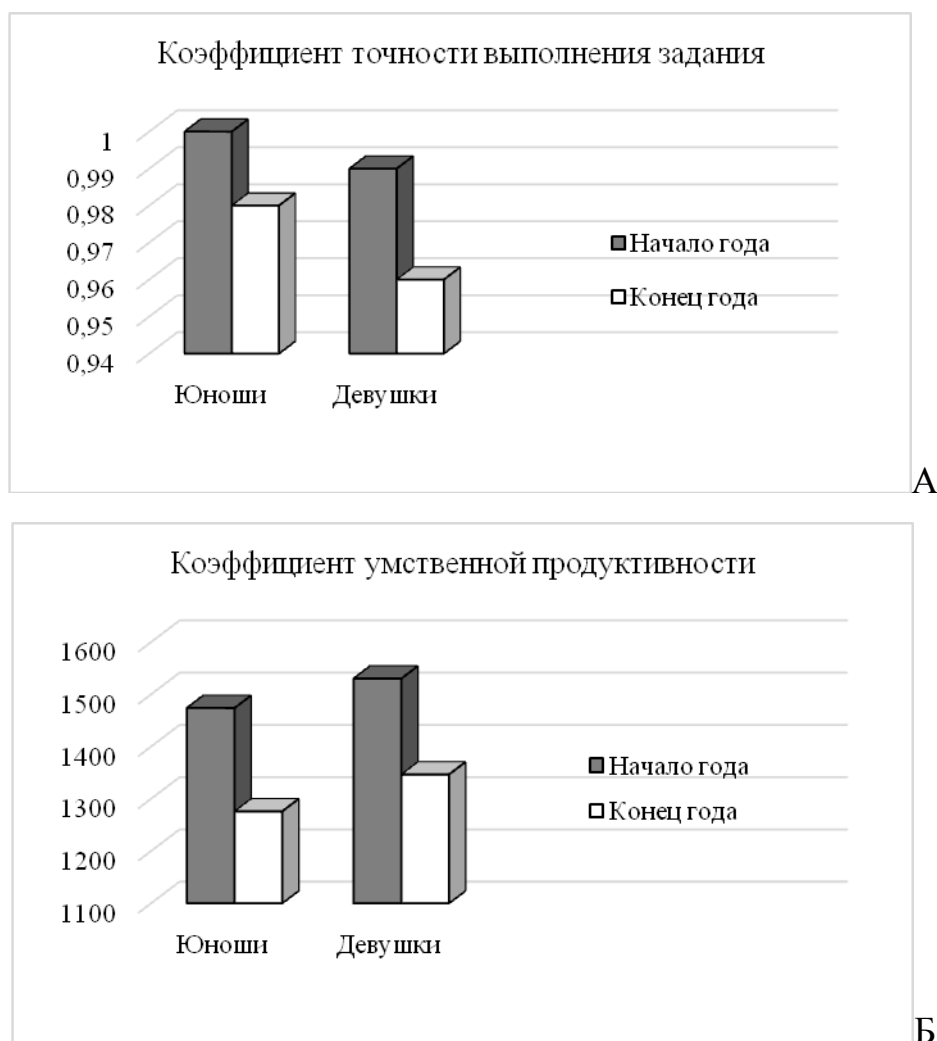 Коэффициент точности выполнения задания
1
0,99
0,98
0,97
0,96
0,95
0,94
Начало года
Конец года
Юноши Девушки
А
Коэффициент умственной продуктивности
1600
1500
1400
1300
1200
1100
Начало года
Конец года
Юноши Девушки
Б